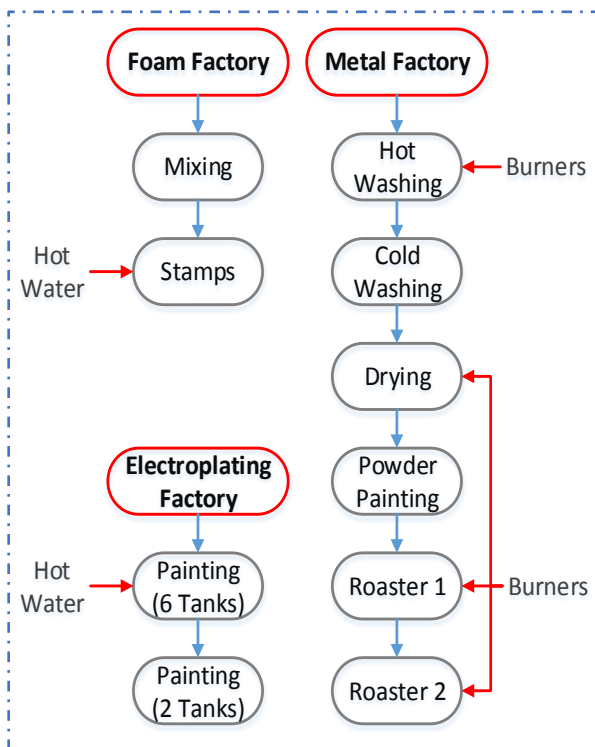 Foam Factory
Mixing
Hot
Water
Stamps
Electroplating
Factory
Hot
Water
Painting
(6 Tanks)
Painting
(2 Tanks)
Metal Factory
Hot
Washing
Burners
Cold
Washing
Drying
Powder
Painting
Roaster 1
Burners
Roaster 2